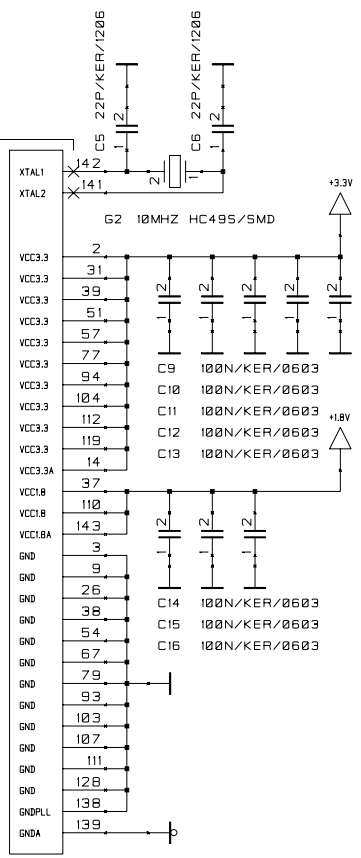 22P/KER/1206
22P/KER/1206
C5 1 2
C6 1 2
XTAL1 142
2 1
XTAL2 141
G2 10MHZ HC49S/SMD
+3.3V
VCC3.3 2
VCC3.3 31
VCC3.3 39
VCC3.3 51
VCC3.3 57
VCC3.3 77
VCC3.3 94
VCC3.3 104
VCC3.3 112
VCC3.3 119
VCC3.3A 14
1 2
1 2
1 2
1 2
1 2
C9 100N/KER/0603
C10 100N/KER/0603
C11 100N/KER/0603
C12 100N/KER/0603
C13 100N/KER/0603
+1.8V
VCC1.8 37
VCC1.8 110
VCC1.8A 143
1 2
1 2
1 2
C14 100N/KER/0603
C15 100N/KER/0603
C16 100N/KER/0603
GND 3
GND 9
GND 26
GND 38
GND 54
GND 67
GND 79
GND 93
GND 103
GND 107
GND 111
GND 128
GNDPLL 138
GNDA 139